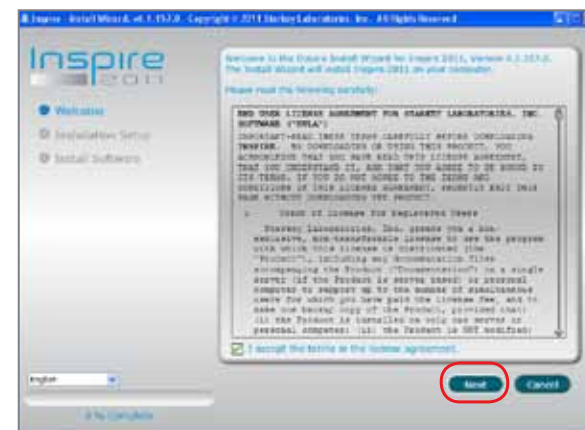 Inspire - Install Wizard, v4.1.157.0 - Copyright © 2011 Starkey Laboratories, Inc. All Rights Reserved
Inspire
2011
Welcome
Installation Setup
Install Software
Welcome to the Custom Install Wizard for Inspire 2011, Version 4.1.157.0.
The Install Wizard will install Inspire 2011 on your computer.
Please read the following carefully:
END USER LICENSE AGREEMENT FOR STARKEY LABORATORIES, INC.
SOFTWARE ("EULA")
IMPORTANT-READ THESE TERMS CAREFULLY BEFORE DOWNLOADING
INSPIRE. BY DOWNLOADING OR USING THIS PRODUCT, YOU
ACKNOWLEDGE THAT YOU HAVE READ THIS LICENSE AGREEMENT,
THAT YOU UNDERSTAND IT, AND THAT YOU AGREE TO BE BOUND BY
ITS TERMS. IF YOU DO NOT AGREE TO THE TERMS AND
CONDITIONS OF THIS LICENSE AGREEMENT, PROMPTLY EXIT THIS
PAGE WITHOUT DOWNLOADING THE PRODUCT.
Grant of License for Registered Users
Starkey Laboratories, Inc. grants you a non-
exclusive, non-transferable license to use the program
with which this license is distributed (the
"Product"), including any documentation files
accompanying the Product ("Documentation") on a single
server (if the Product is server based) or personal
computer to support up to the number of simultaneous
users for which you have paid the license fee, and to
make one backup copy of the Product, provided that:
(i) the Product is installed on only one server or
personal computer; (ii) the Product is NOT modified;
I accept the terms in the license agreement.
English
Next
Cancel
0 % Complete